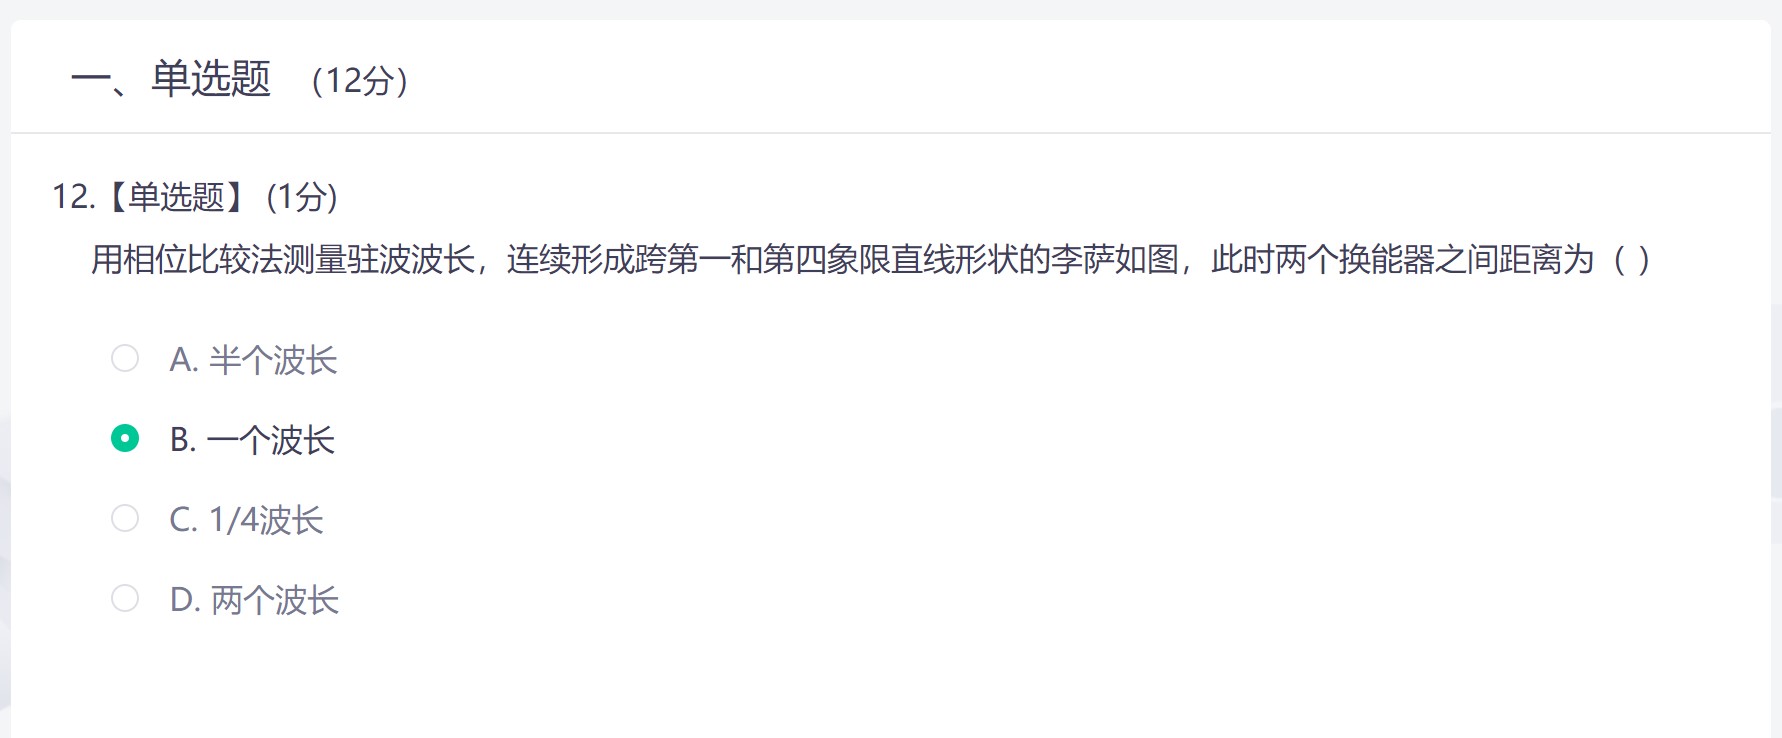 一、单选题 （12分）
12.【单选题】 (1分)
用相位比较法测量驻波波长，连续形成跨第一和第四象限直线形状的李萨如图，此时两个换能器之间距离为（ ）
A. 半个波长
B. 一个波长
C. 1/4波长
D. 两个波长